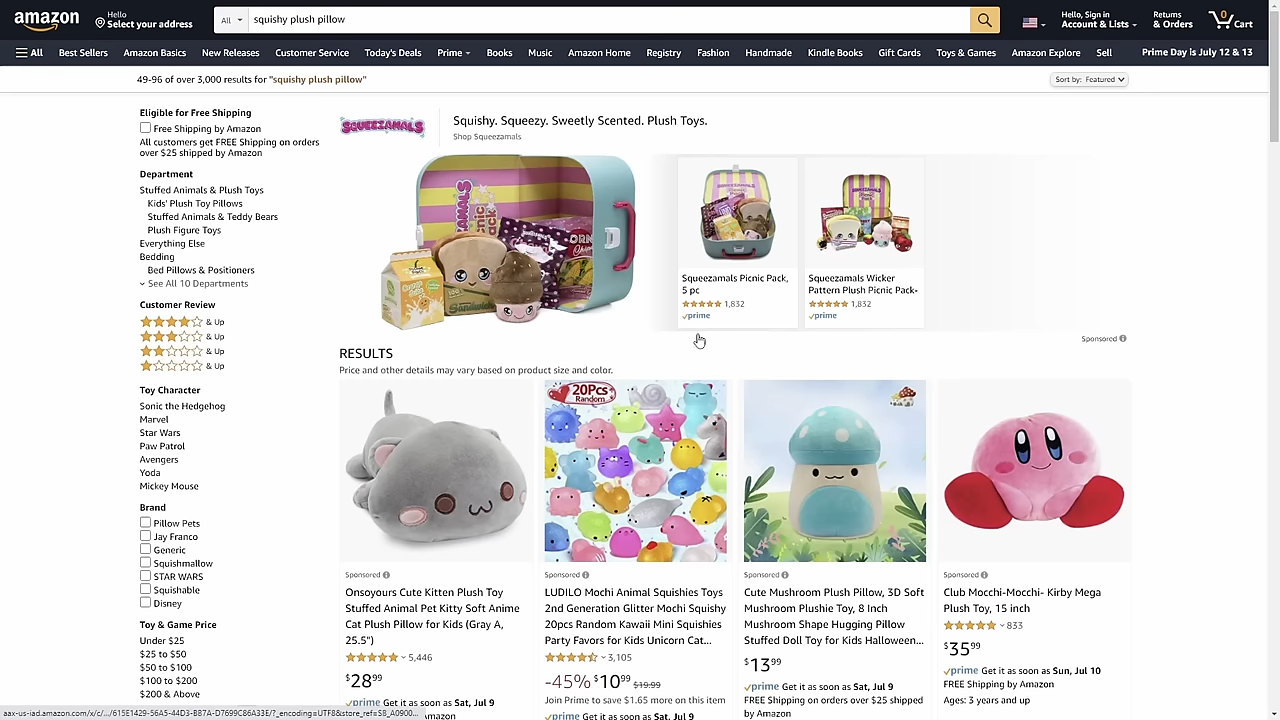 amazon
Hello
Select your address
All
squishy plush pillow
Hello, Sign in
Account & Lists
Returns
& Orders
0
Cart
All
Best Sellers
Amazon Basics
New Releases
Customer Service
Today's Deals
Prime
Books
Music
Amazon Home
Registry
Fashion
Handmade
Kindle Books
Gift Cards
Toys & Games
Amazon Explore
Sell
Prime Day is July 12 & 13
49-96 of over 3,000 results for "squishy plush pillow"
Sort by: Featured
Eligible for Free Shipping
Free Shipping by Amazon
All customers get FREE Shipping on orders
over $25 shipped by Amazon
Department
Stuffed Animals & Plush Toys
Kids' Plush Toy Pillows
Stuffed Animals & Teddy Bears
Plush Figure Toys
Everything Else
Bedding
Bed Pillows & Positioners
See All 10 Departments
Customer Review
& Up
& Up
& Up
& Up
Toy Character
Sonic the Hedgehog
Marvel
Star Wars
Paw Patrol
Avengers
Yoda
Mickey Mouse
Brand
Pillow Pets
Jay Franco
Generic
Squishmallow
STAR WARS
Squishable
Disney
Toy & Game Price
Under $25
$25 to $50
$50 to $100
$100 to $200
$200 & Above
SQUEEZAMALS
Squishy. Squeezy. Sweetly Scented. Plush Toys.
Shop Squeezamals
Squeezamals Picnic Pack,
5 pc
1,832
prime
Squeezamals Wicker
Pattern Plush Picnic Pack-
1,832
prime
Sponsored
RESULTS
Price and other details may vary based on product size and color.
20Pcs
Random
Sponsored
Onsoyours Cute Kitten Plush Toy
Stuffed Animal Pet Kitty Soft Anime
Cat Plush Pillow for Kids (Gray A,
25.5")
5,446
$28.99
prime Get it as soon as Sat, Jul 9
Sponsored
LUDILO Mochi Animal Squishies Toys
2nd Generation Glitter Mochi Squishy
20pcs Random Kawaii Mini Squishies
Party Favors for Kids Unicorn Cat...
3,105
-45% $10.99 $19.99
Join Prime to save $1.65 more on this item
prime Get it as soon as Sat, Jul 9
Sponsored
Cute Mushroom Plush Pillow, 3D Soft
Mushroom Plushie Toy, 8 Inch
Mushroom Shape Hugging Pillow
Stuffed Doll Toy for Kids Halloween...
$13.99
prime Get it as soon as Sat, Jul 9
FREE Shipping on orders over $25 shipped
by Amazon
Sponsored
Club Mocchi-Mocchi- Kirby Mega
Plush Toy, 15 inch
833
$35.99
prime Get it as soon as Sun, Jul 10
FREE Shipping by Amazon
Ages: 3 years and up